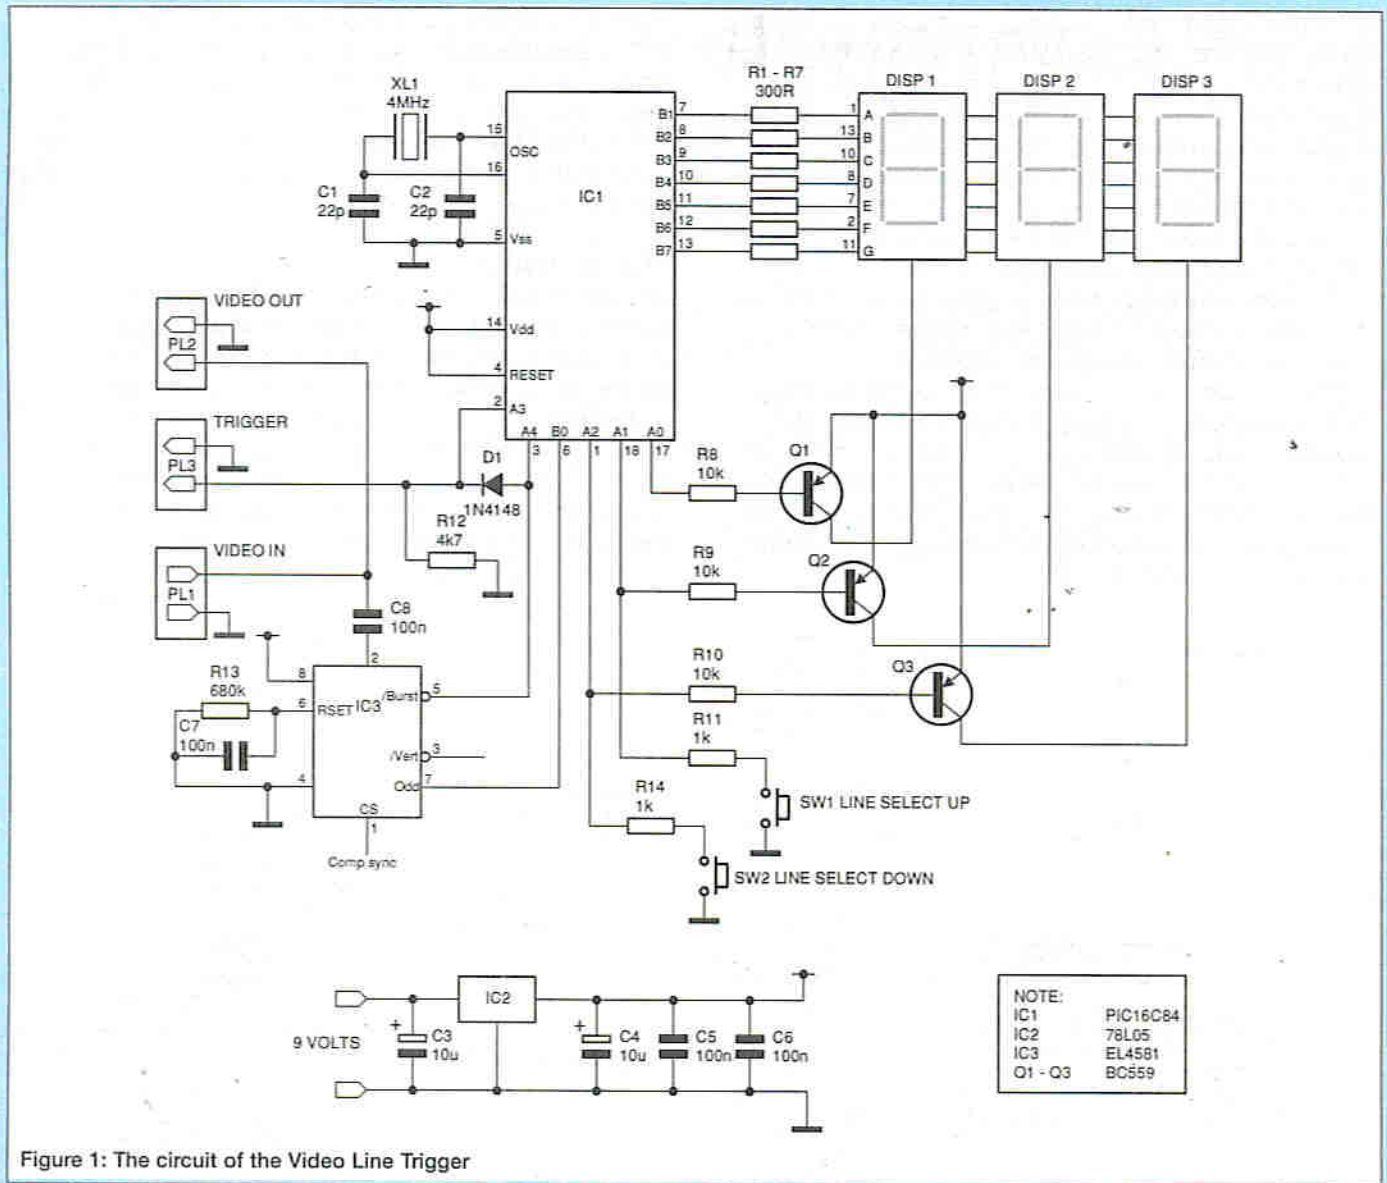 R1 - R7
300R
DISP 1
DISP 2
DISP 3
XL1
4MHz
C1
22p
C2
22p
15
OSC
16
5
Vss
14
Vdd
4
RESET
2
A3
IC1
B1
7
B2
8
B3
9
B4
10
B5
11
B6
12
B7
13
1
A
13
B
10
C
8
D
7
E
2
F
11
G
A4
B0
A2
A1
A0
3
6
1
18
17
VIDEO OUT
PL2
TRIGGER
PL3
VIDEO IN
PL1
D1
1N4148
R12
4k7
R8
10k
Q1
R9
10k
Q2
R10
10k
Q3
R11
1k
R14
1k
SW1 LINE SELECT UP
SW2 LINE SELECT DOWN
C8
100n
R13
680k
C7
100n
2
8
6
RSET
IC3
/Burst
5
/Vert
3
4
Odd
7
CS
1
Comp sync
9 VOLTS
+
C3
10u
IC2
+
C4
10u
C5
100n
C6
100n
NOTE:
IC1 PIC16C84
IC2 78L05
IC3 EL4581
Q1 - Q3 BC559
Figure 1: The circuit of the Video Line Trigger